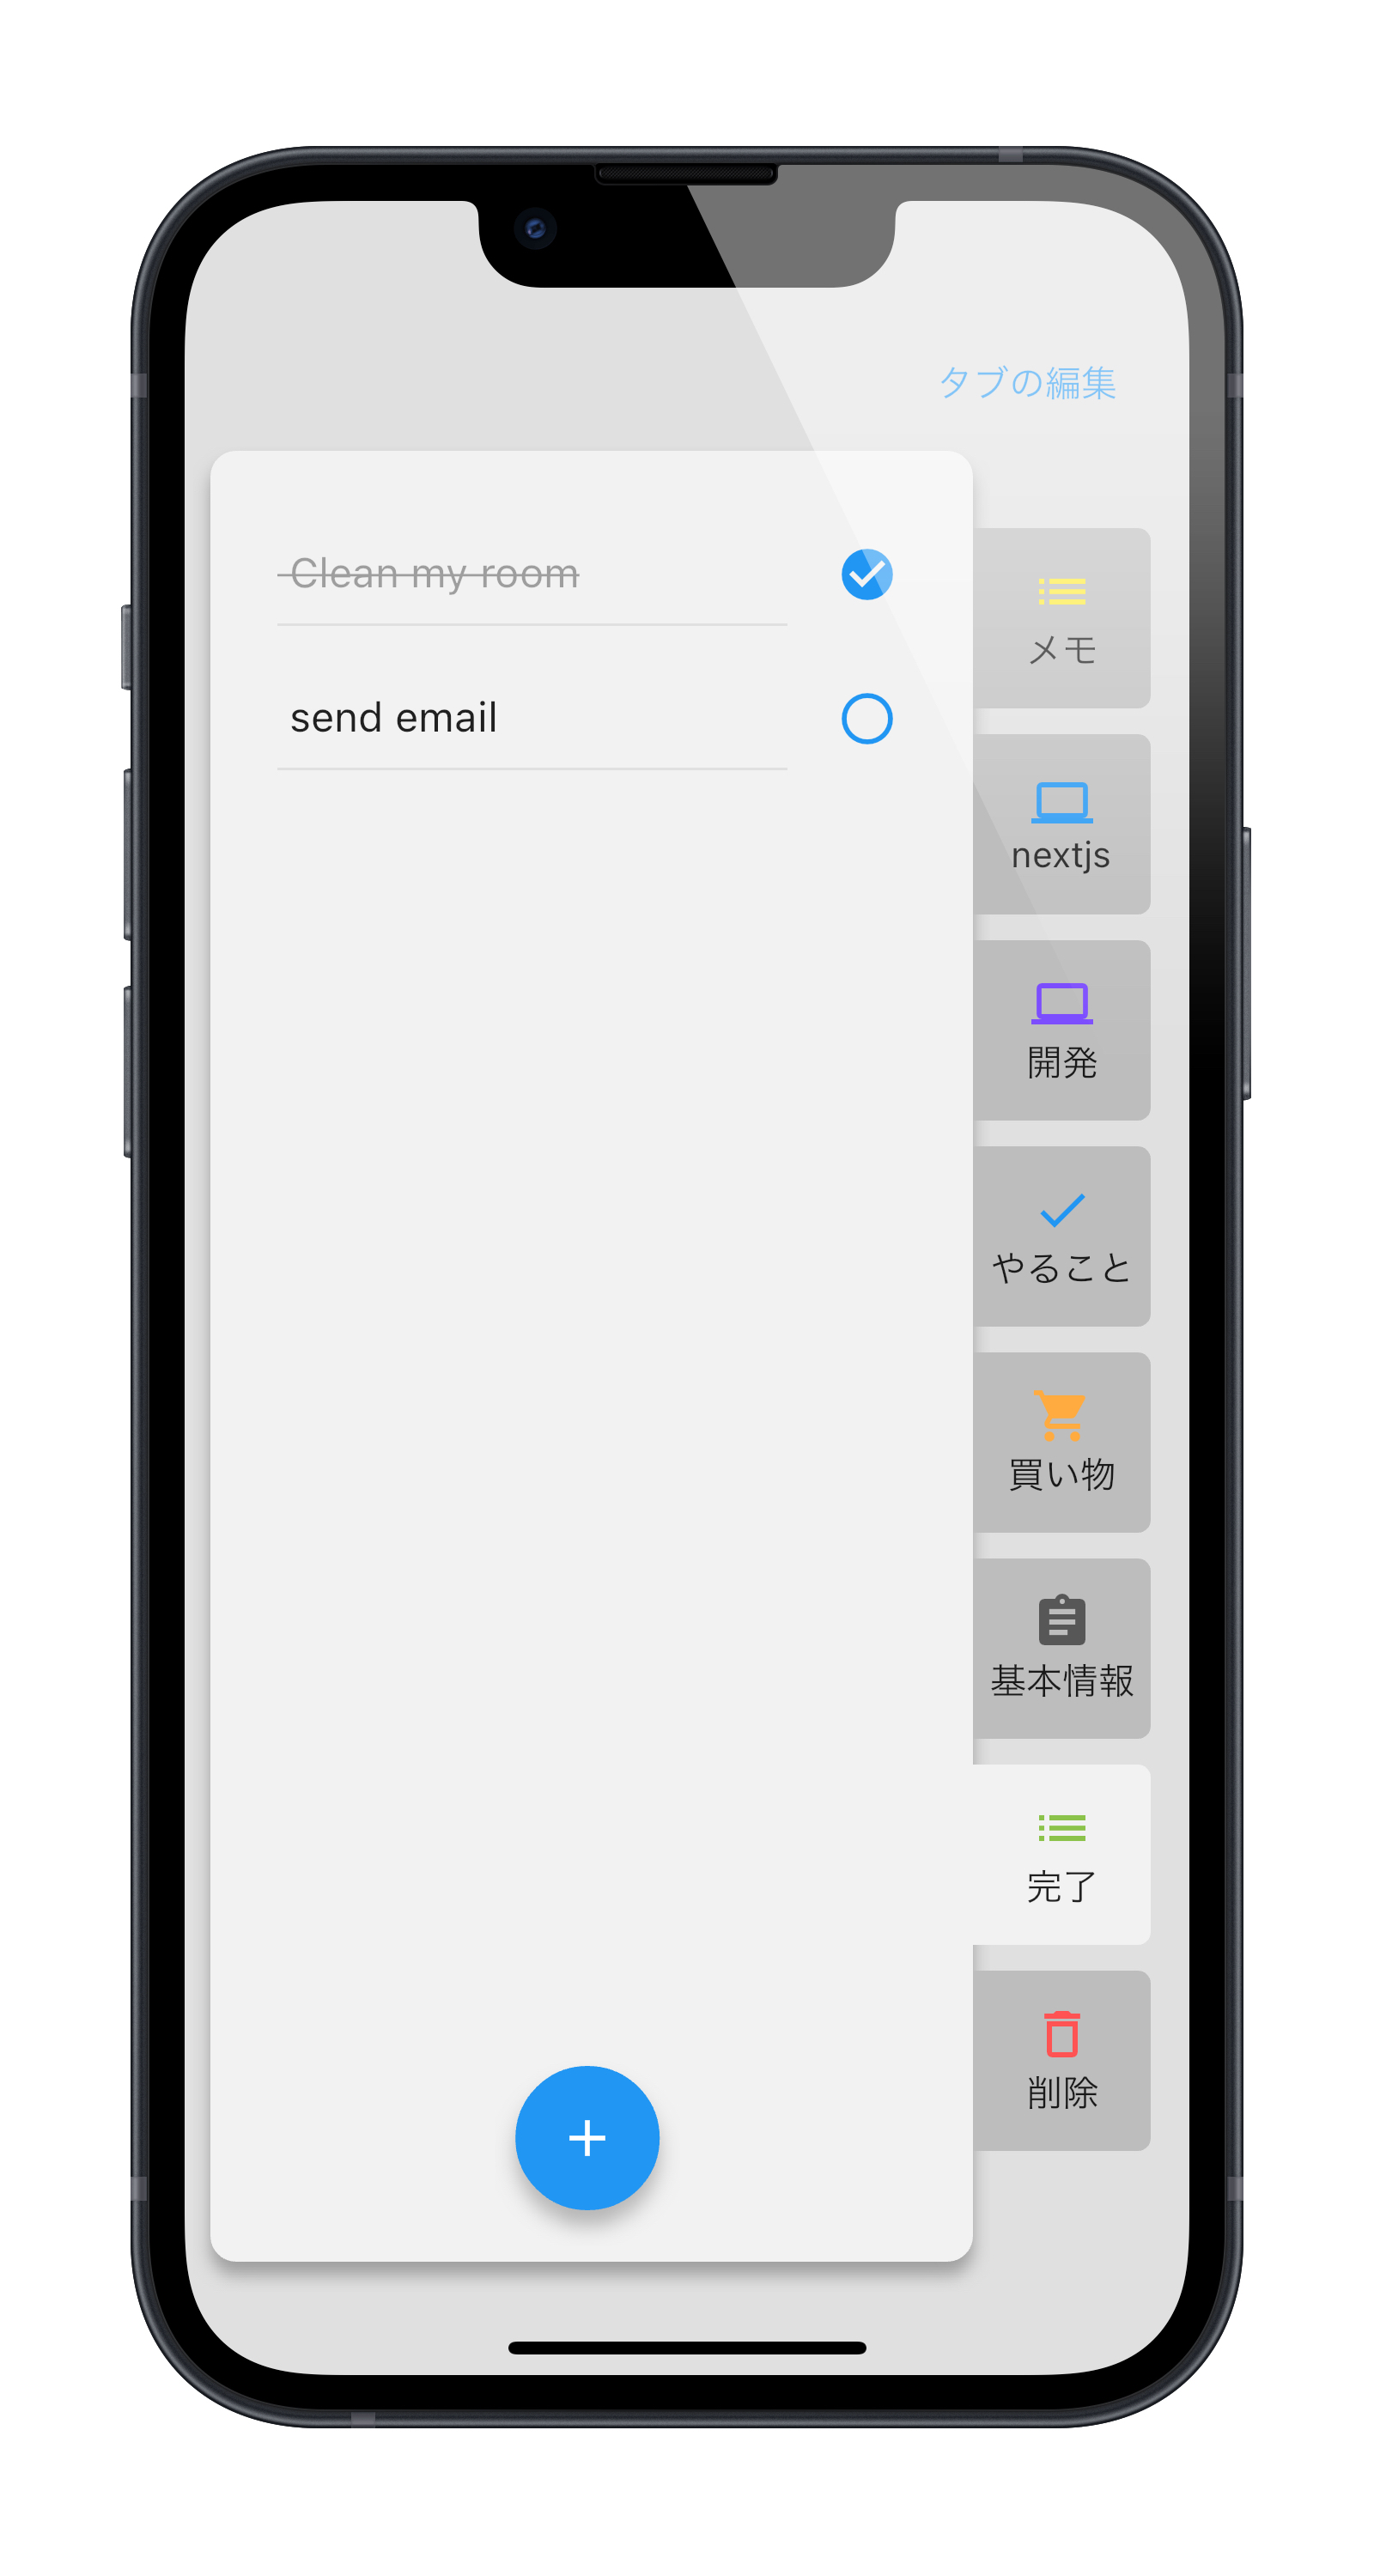 タブの編集
Clean my room
send email
メモ
nextjs
開発
やること
買い物
基本情報
完了
削除